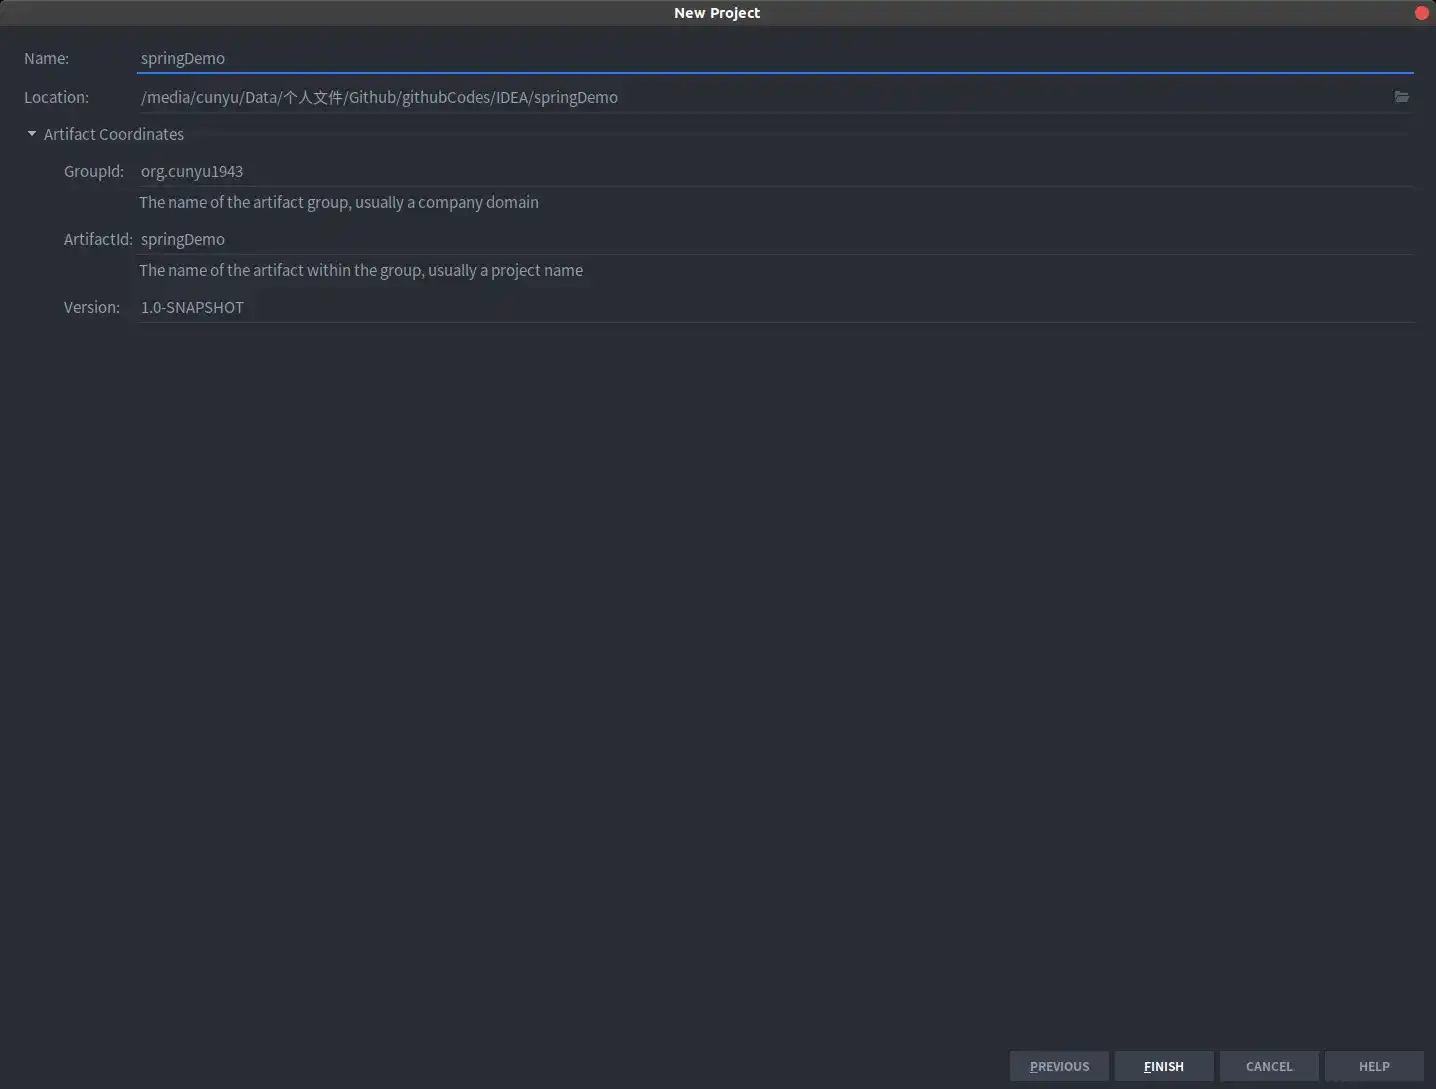 New Project
Name: springDemo
Location: /media/cunyu/Data/个人文件/Github/githubCodes/IDEA/springDemo
Artifact Coordinates
GroupId: org.cunyu1943
The name of the artifact group, usually a company domain
ArtifactId: springDemo
The name of the artifact within the group, usually a project name
Version: 1.0-SNAPSHOT
PREVIOUS FINISH CANCEL HELP